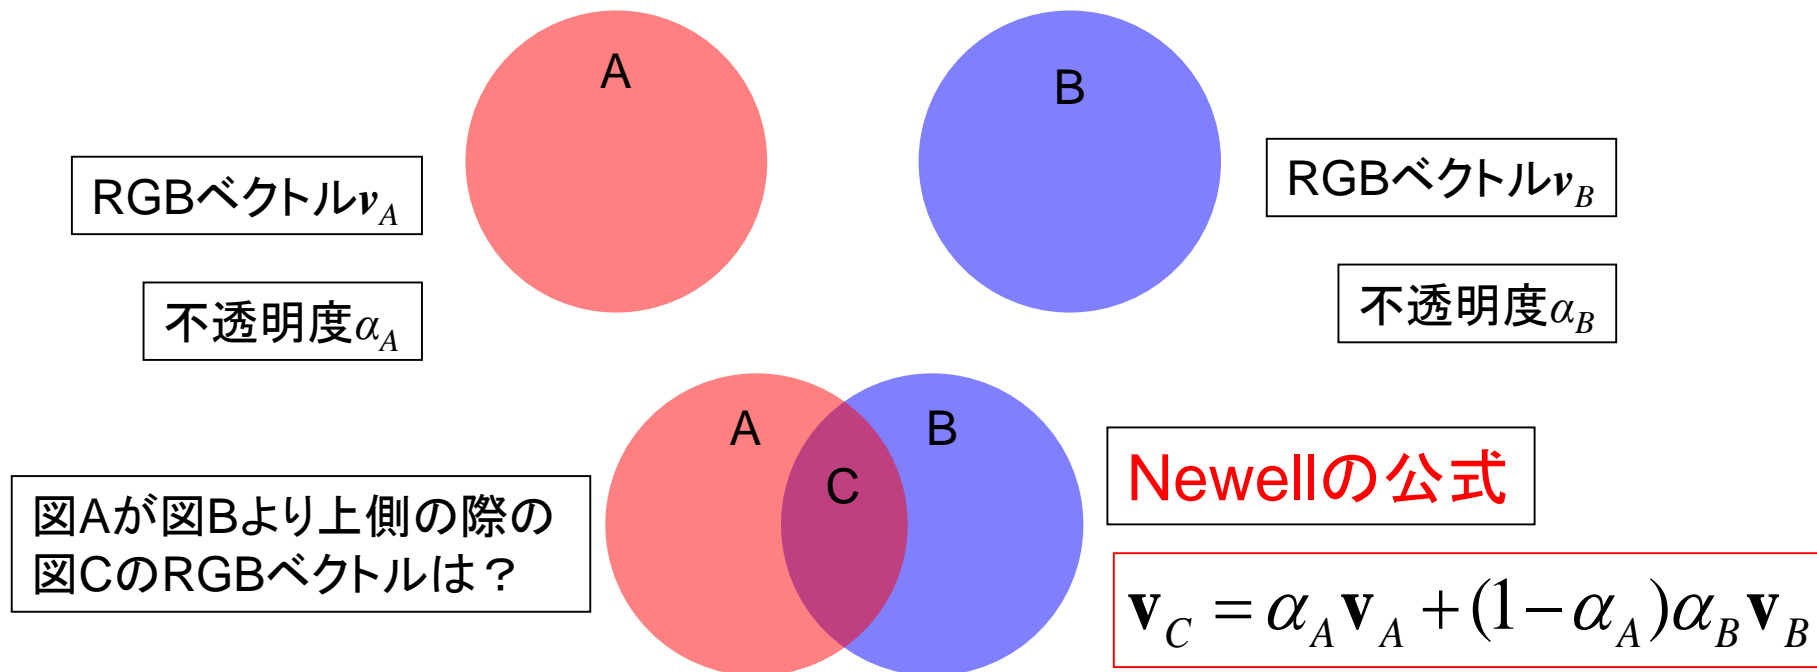 A
B
RGBベクトルv_A
RGBベクトルv_B
不透明度α_A
不透明度α_B
A
B
C
図Aが図Bより上側の際の
図CのRGBベクトルは？
Newellの公式
v_C = α_A v_A + (1 − α_A)α_B v_B